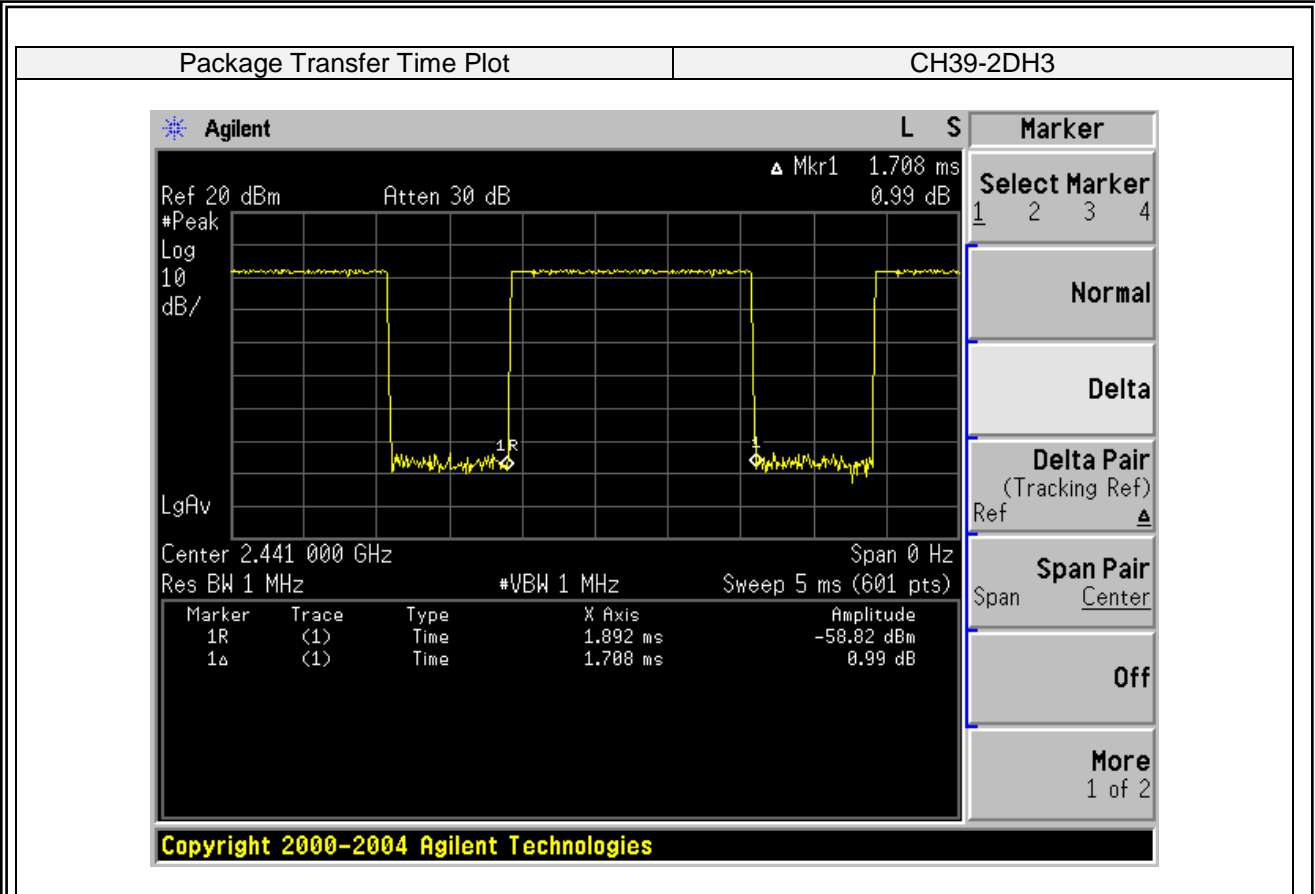 Package Transfer Time Plot CH39-2DH3
Agilent L S Marker
Δ Mkr1 1.708 ms
Ref 20 dBm Atten 30 dB 0.99 dB
#Peak
Log
10
dB/
1R 1
LgAv
Center 2.441 000 GHz Span 0 Hz
Res BW 1 MHz #VBW 1 MHz Sweep 5 ms (601 pts)
Marker Trace Type X Axis Amplitude
1R (1) Time 1.892 ms -58.82 dBm
1Δ (1) Time 1.708 ms 0.99 dB
Select Marker
1 2 3 4
Normal
Delta
Delta Pair
(Tracking Ref)
Ref Δ
Span Pair
Span Center
Off
More
1 of 2
Copyright 2000-2004 Agilent Technologies